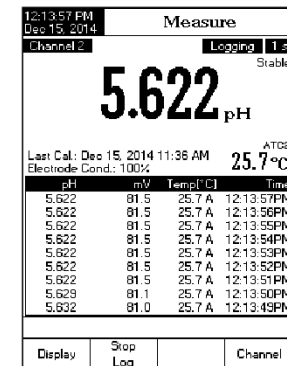 12:13:57 PM
Dec 15, 2014
Measure
Channel 2
Logging 1 s
Stable
5.622 pH
ATC2
Last Cal.: Dec 15, 2014 11:36 AM
Electrode Cond.: 100%
25.7°C
pH mV Temp[°C] Time
5.622 81.5 25.7 A 12:13:57PM
5.622 81.5 25.7 A 12:13:56PM
5.622 81.5 25.7 A 12:13:55PM
5.622 81.5 25.7 A 12:13:54PM
5.622 81.5 25.7 A 12:13:53PM
5.622 81.5 25.7 A 12:13:52PM
5.622 81.5 25.7 A 12:13:51PM
5.629 81.1 25.7 A 12:13:50PM
5.632 81.0 25.7 A 12:13:49PM
Display
Stop
Log
Channel